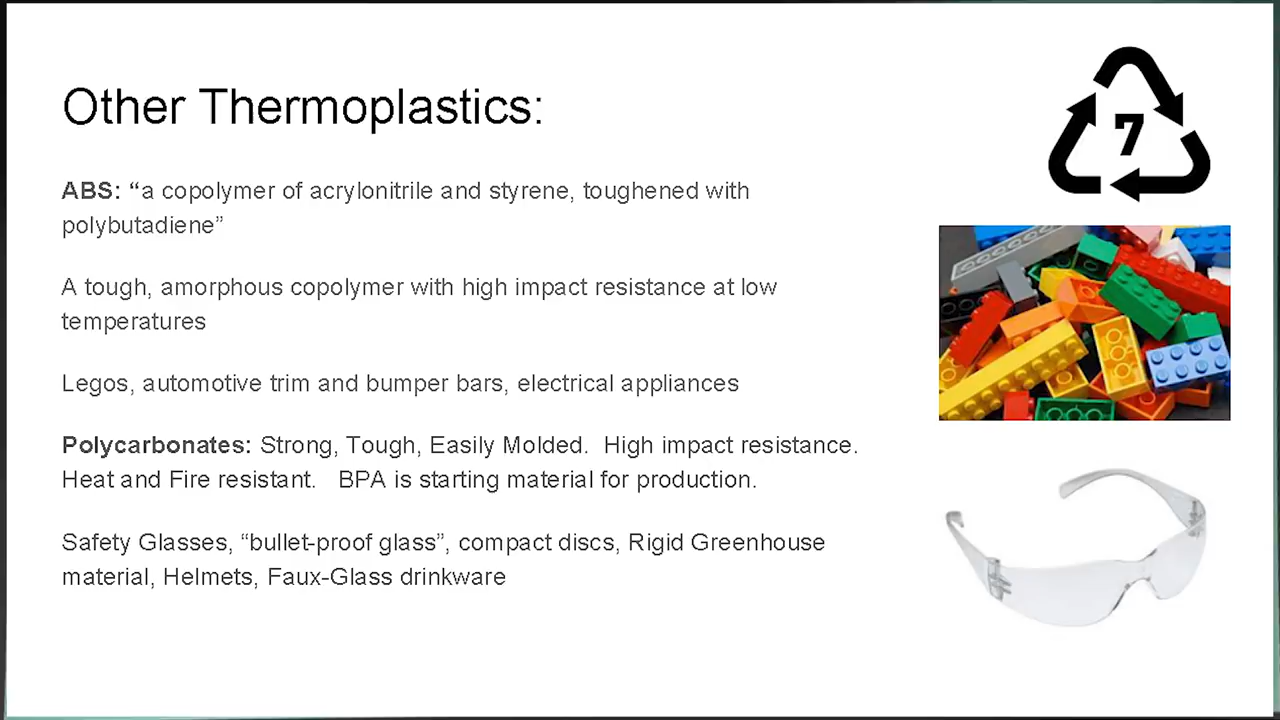 Other Thermoplastics:
7
ABS: “a copolymer of acrylonitrile and styrene, toughened with
polybutadiene”
A tough, amorphous copolymer with high impact resistance at low
temperatures
Legos, automotive trim and bumper bars, electrical appliances
Polycarbonates: Strong, Tough, Easily Molded.  High impact resistance.
Heat and Fire resistant.   BPA is starting material for production.
Safety Glasses, “bullet-proof glass”, compact discs, Rigid Greenhouse
material, Helmets, Faux-Glass drinkware